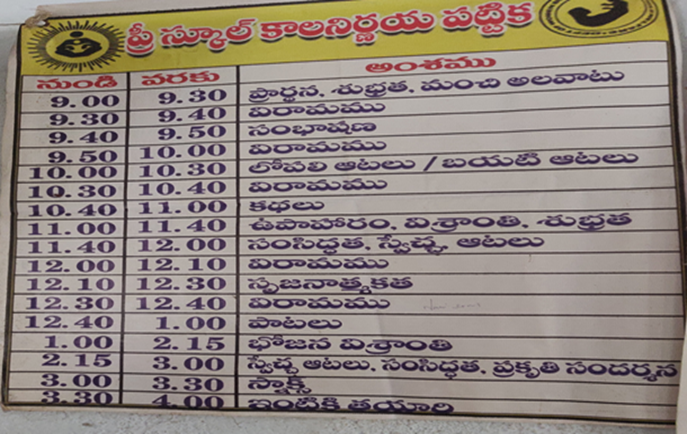 ప్రీ స్కూల్ కాలనిర్ణయ పట్టిక
నుండి వరకు అంశము
9.00 9.30 ప్రార్థన, శుభ్రత, మంచి అలవాటు
9.30 9.40 విరామము
9.40 9.50 సంభాషణ
9.50 10.00 విరామము
10.00 10.30 లోపలి ఆటలు / బయటి ఆటలు
10.30 10.40 విరామము
10.40 11.00 కథలు
11.00 11.40 ఉపాహారం, విశ్రాంతి, శుభ్రత
11.40 12.00 సంసిద్ధత, స్వేచ్ఛ, ఆటలు
12.00 12.10 విరామము
12.10 12.30 సృజనాత్మకత
12.30 12.40 విరామము
12.40 1.00 పాటలు
1.00 2.15 భోజన విశ్రాంతి
2.15 3.00 స్వేచ్ఛ ఆటలు, సంసిద్ధత, ప్రకృతి సందర్శన
3.00 3.30 స్నాక్స్
3.30 4.00 ఇంటికి తయారి